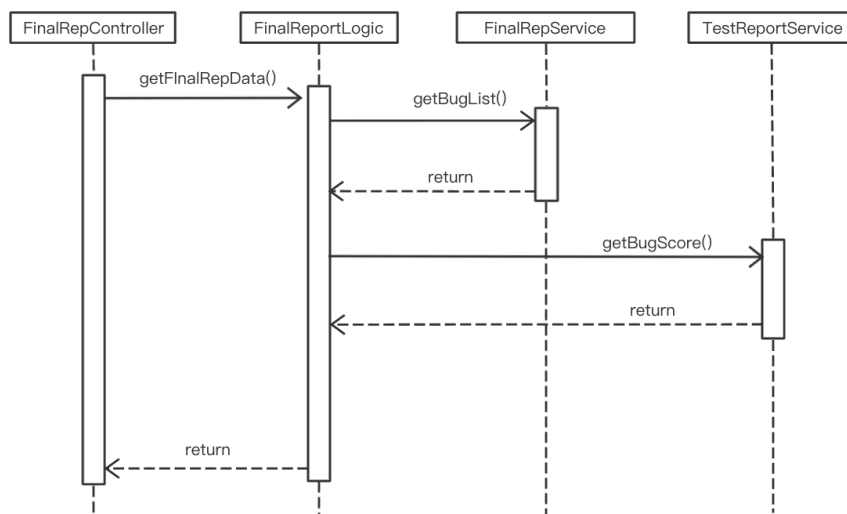 FinalRepController
FinalReportLogic
FinalRepService
TestReportService
getFInalRepData()
getBugList()
return
getBugScore()
return
return